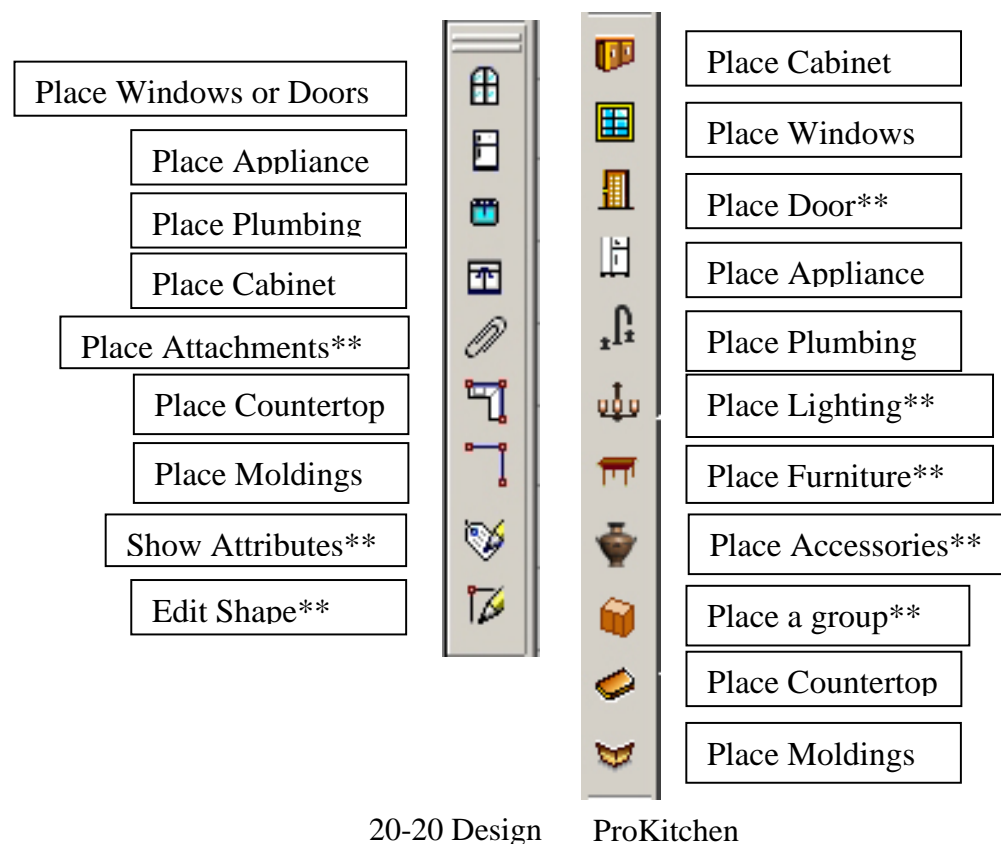 Place Windows or Doors
Place Appliance
Place Plumbing
Place Cabinet
Place Attachments**
Place Countertop
Place Moldings
Show Attributes**
Edit Shape**
Place Cabinet
Place Windows
Place Door**
Place Appliance
Place Plumbing
Place Lighting**
Place Furniture**
Place Accessories**
Place a group**
Place Countertop
Place Moldings
20-20 Design
ProKitchen